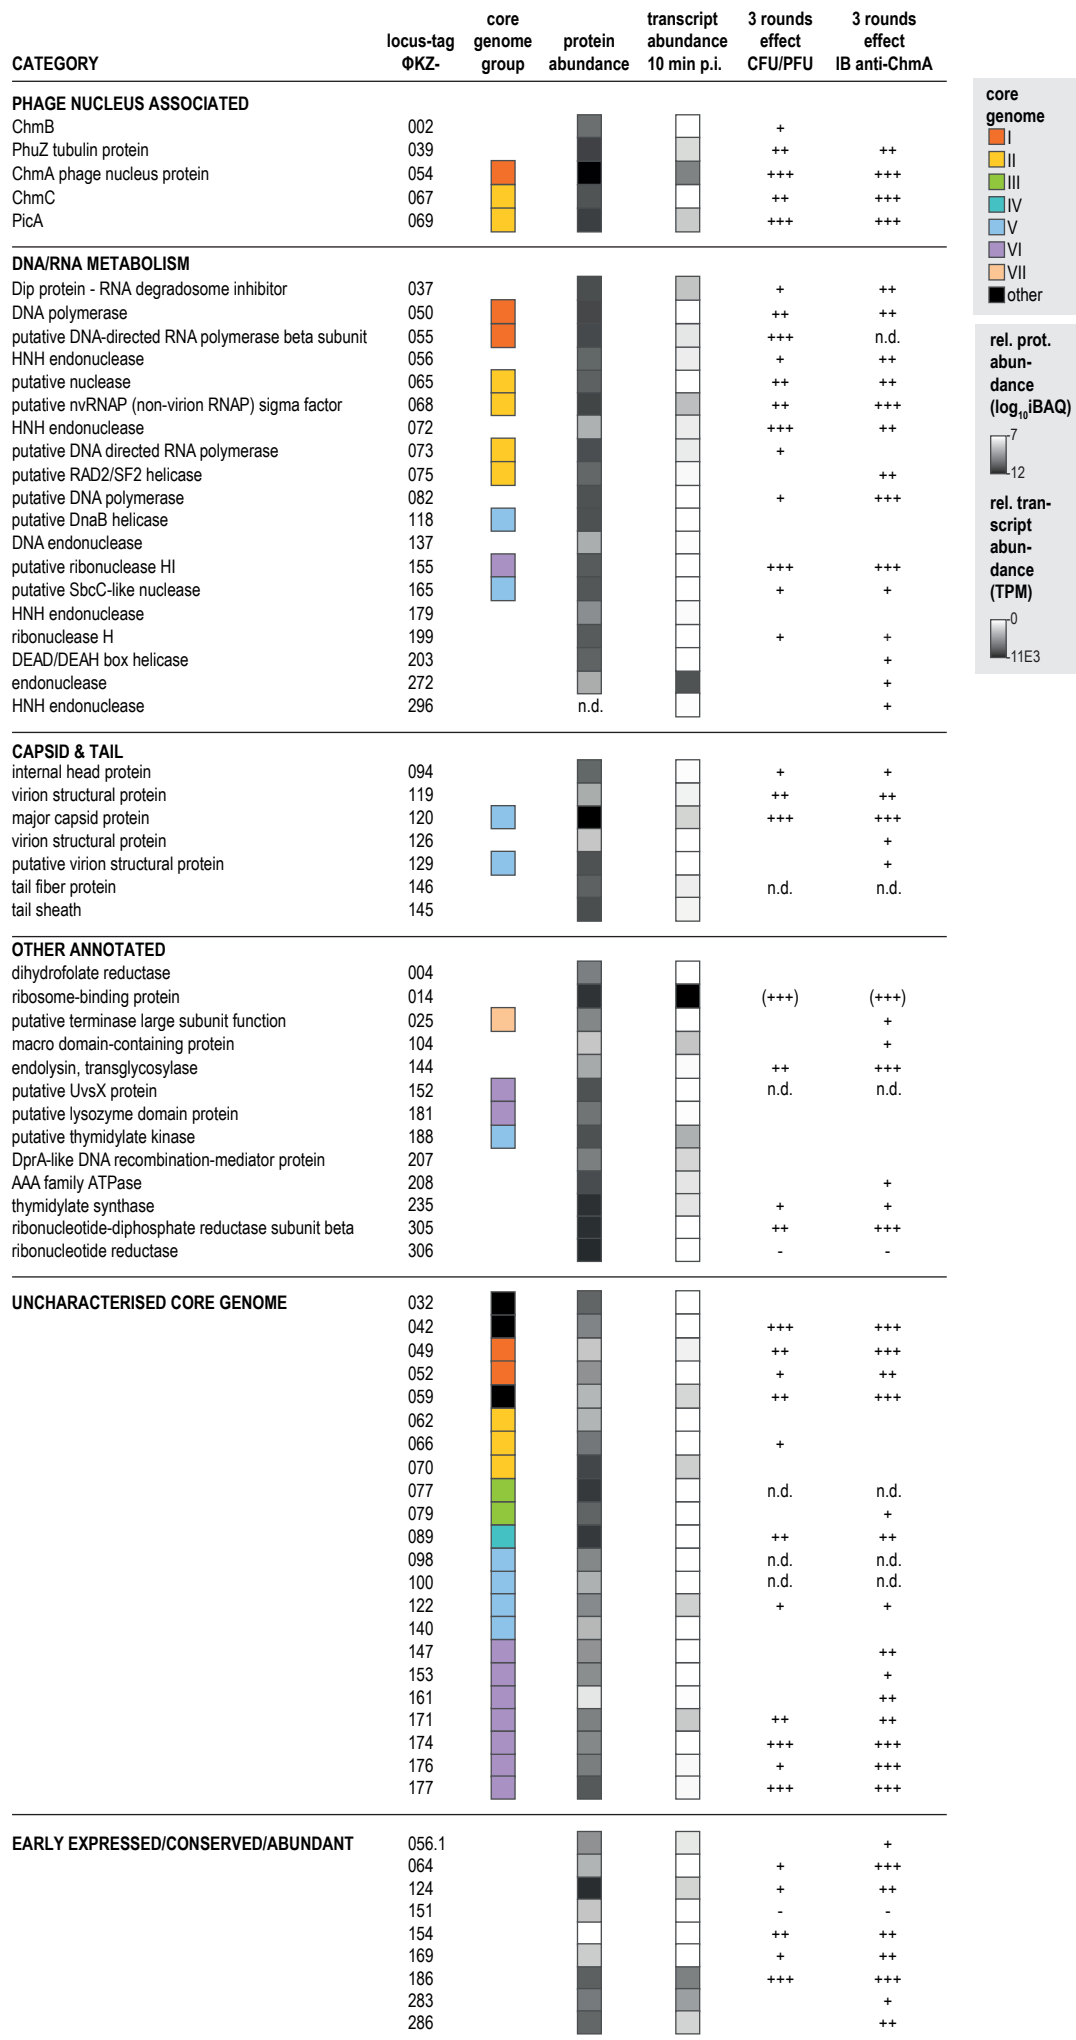 CATEGORY locus-tag ΦKZ- core genome group protein abundance transcript abundance 10 min p.i. 3 rounds effect CFU/PFU 3 rounds effect IB anti-ChmA
PHAGE NUCLEUS ASSOCIATED
ChmB 002 +
PhuZ tubulin protein 039 ++ ++
ChmA phage nucleus protein 054 +++ +++
ChmC 067 ++ +++
PicA 069 +++ +++
DNA/RNA METABOLISM
Dip protein - RNA degradosome inhibitor 037 + ++
DNA polymerase 050 ++ ++
putative DNA-directed RNA polymerase beta subunit 055 +++ n.d.
HNH endonuclease 056 + ++
putative nuclease 065 ++ ++
putative nvRNAP (non-virion RNAP) sigma factor 068 ++ +++
HNH endonuclease 072 +++ ++
putative DNA directed RNA polymerase 073 +
putative RAD2/SF2 helicase 075 ++
putative DNA polymerase 082 + +++
putative DnaB helicase 118
DNA endonuclease 137
putative ribonuclease HI 155 +++ +++
putative SbcC-like nuclease 165 + +
HNH endonuclease 179
ribonuclease H 199 + +
DEAD/DEAH box helicase 203 +
endonuclease 272 +
HNH endonuclease 296 n.d. +
CAPSID & TAIL
internal head protein 094 + +
virion structural protein 119 ++ ++
major capsid protein 120 +++ +++
virion structural protein 126 +
putative virion structural protein 129 +
tail fiber protein 146 n.d. n.d.
tail sheath 145
OTHER ANNOTATED
dihydrofolate reductase 004
ribosome-binding protein 014 (+++) (+++)
putative terminase large subunit function 025 +
macro domain-containing protein 104 +
endolysin, transglycosylase 144 ++ +++
putative UvsX protein 152 n.d. n.d.
putative lysozyme domain protein 181
putative thymidylate kinase 188
DprA-like DNA recombination-mediator protein 207
AAA family ATPase 208 +
thymidylate synthase 235 + +
ribonucleotide-diphosphate reductase subunit beta 305 ++ +++
ribonucleotide reductase 306 - -
UNCHARACTERISED CORE GENOME 032
042 +++ +++
049 ++ +++
052 + ++
059 ++ +++
062
066 +
070
077 n.d. n.d.
079 +
089 ++ ++
098 n.d. n.d.
100 n.d. n.d.
122 + +
140
147 ++
153 +
161 ++
171 ++ ++
174 +++ +++
176 + +++
177 +++ +++
EARLY EXPRESSED/CONSERVED/ABUNDANT 056.1 +
064 + +++
124 + ++
151 - -
154 ++ ++
169 + ++
186 +++ +++
283 +
286 ++
core
genome
I
II
III
IV
V
VI
VII
other
rel. prot.
abun-
dance
(log10iBAQ)
7
12
rel. tran-
script
abun-
dance
(TPM)
0
11E3